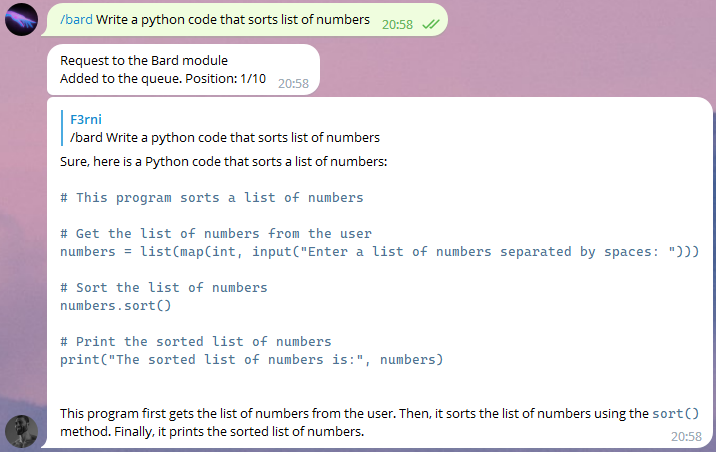 /bard Write a python code that sorts list of numbers 20:58
Request to the Bard module
Added to the queue. Position: 1/10 20:58
F3rni
/bard Write a python code that sorts list of numbers
Sure, here is a Python code that sorts a list of numbers:
# This program sorts a list of numbers
# Get the list of numbers from the user
numbers = list(map(int, input("Enter a list of numbers separated by spaces: ")))
# Sort the list of numbers
numbers.sort()
# Print the sorted list of numbers
print("The sorted list of numbers is:", numbers)
This program first gets the list of numbers from the user. Then, it sorts the list of numbers using the sort()
method. Finally, it prints the sorted list of numbers. 20:58